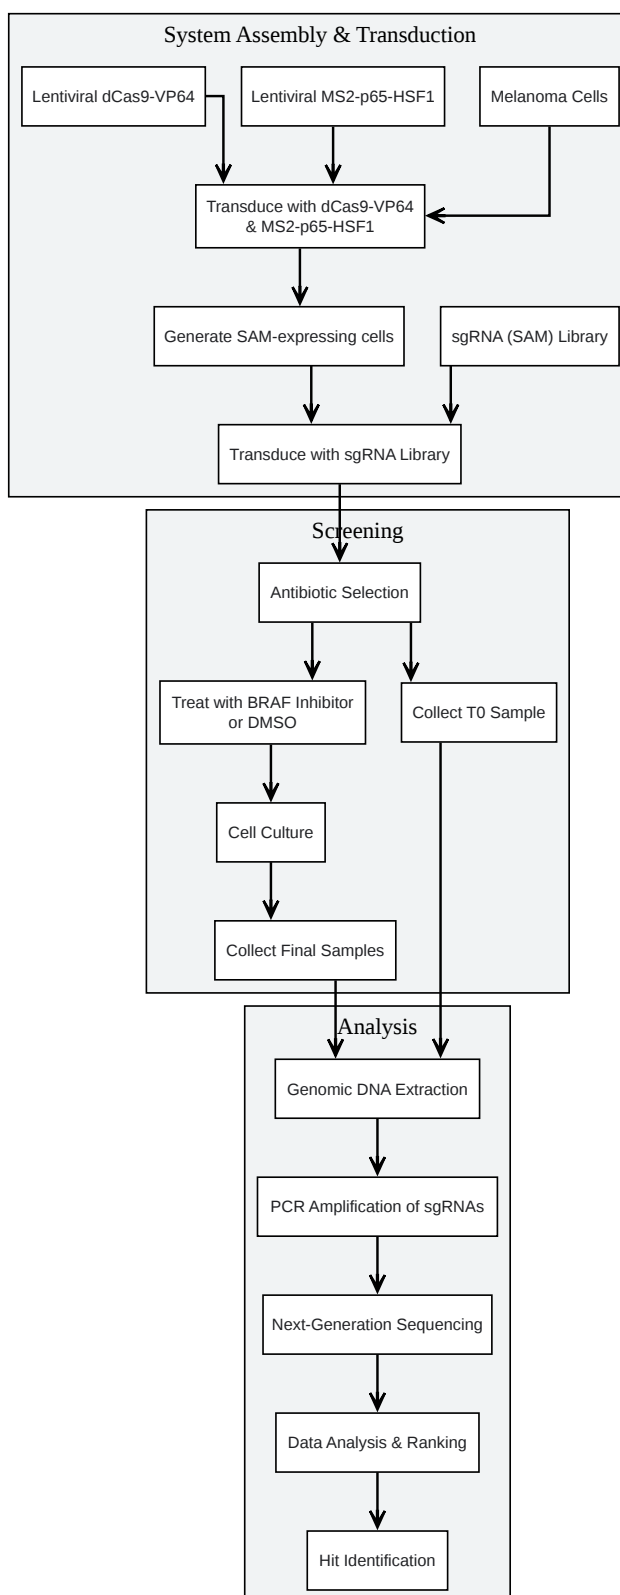 System Assembly & Transduction
Lentiviral dCas9-VP64
Lentiviral MS2-p65-HSF1
Melanoma Cells
Transduce with dCas9-VP64
& MS2-p65-HSF1
Generate SAM-expressing cells
sgRNA (SAM) Library
Transduce with sgRNA Library
Screening
Antibiotic Selection
Treat with BRAF Inhibitor
or DMSO
Collect T0 Sample
Cell Culture
Collect Final Samples
Analysis
Genomic DNA Extraction
PCR Amplification of sgRNAs
Next-Generation Sequencing
Data Analysis & Ranking
Hit Identification